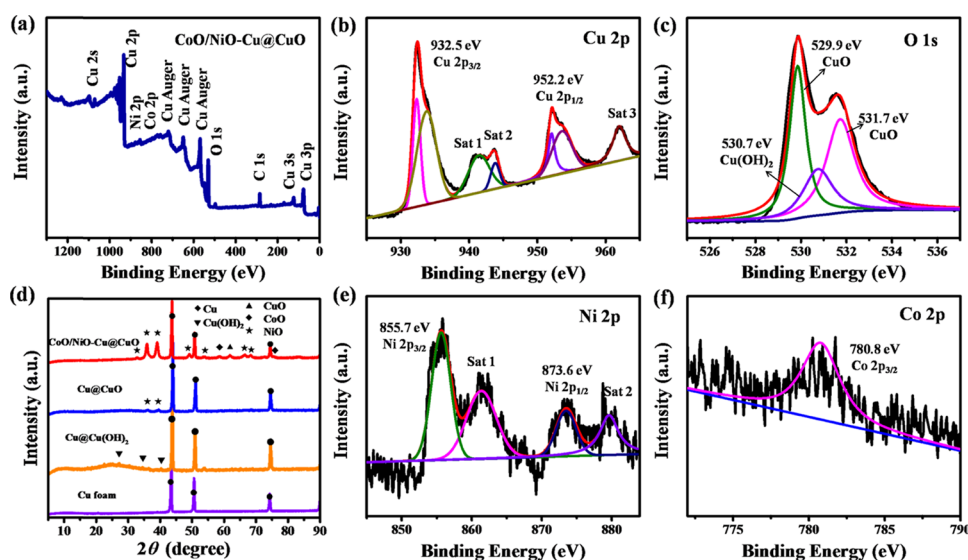 (a)
CoO/NiO-Cu@CuO
Cu 2s
Cu 2p
Ni 2p
Co 2p
Cu Auger
Cu Auger
Cu Auger
O 1s
C 1s
Cu 3s
Cu 3p
Intensity (a.u.)
1200 1000 800 600 400 200 0
Binding Energy (eV)
(b)
Cu 2p
932.5 eV
Cu 2p3/2
952.2 eV
Cu 2p1/2
Sat 1
Sat 2
Sat 3
Intensity (a.u.)
930 940 950 960
Binding Energy (eV)
(c)
O 1s
529.9 eV
CuO
531.7 eV
CuO
530.7 eV
Cu(OH)2
Intensity (a.u.)
526 528 530 532 534 536
Binding Energy (eV)
(d)
Cu
Cu(OH)2
CuO
CoO
NiO
CoO/NiO-Cu@CuO
Cu@CuO
Cu@Cu(OH)2
Cu foam
Intensity (a.u.)
10 20 30 40 50 60 70 80 90
2θ (degree)
(e)
Ni 2p
855.7 eV
Ni 2p3/2
Sat 1
873.6 eV
Ni 2p1/2
Sat 2
Intensity (a.u.)
850 860 870 880
Binding Energy (eV)
(f)
Co 2p
780.8 eV
Co 2p3/2
Intensity (a.u.)
775 780 785 790
Binding Energy (eV)